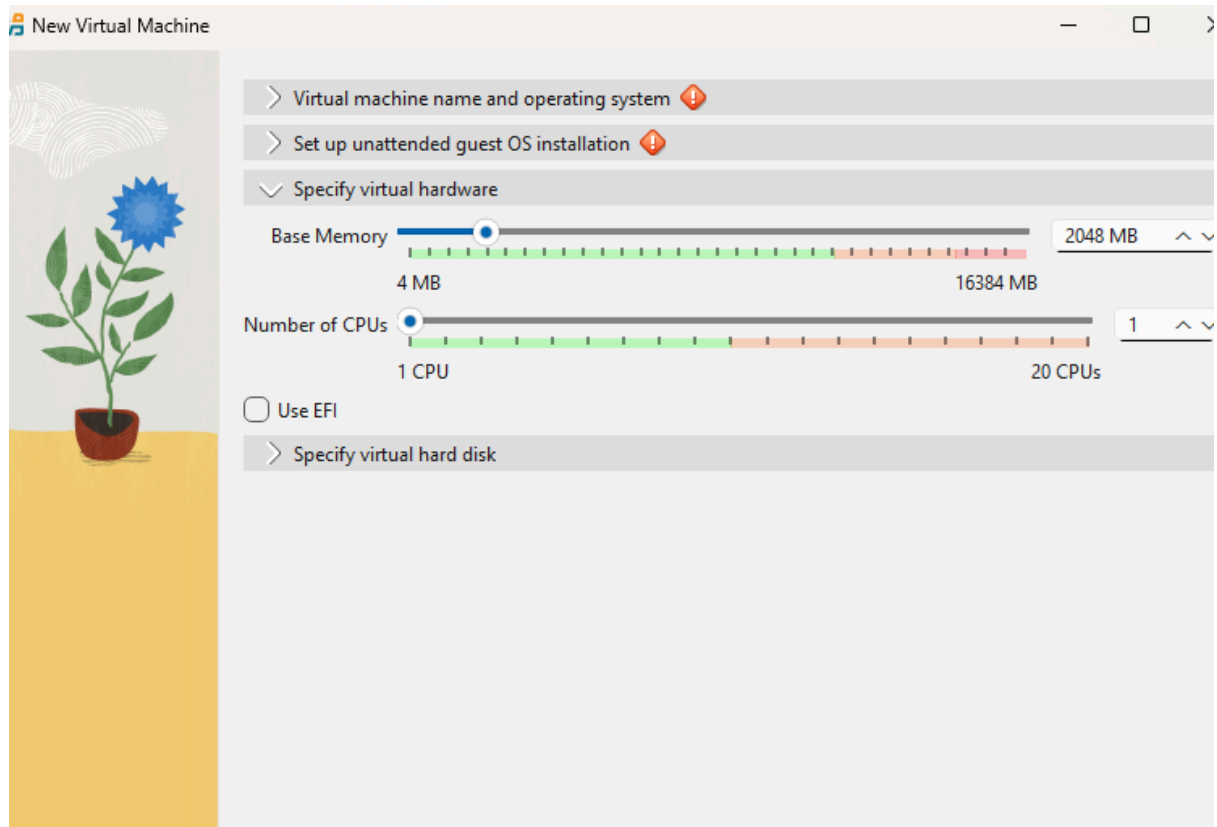 New Virtual Machine
Virtual machine name and operating system
Set up unattended guest OS installation
Specify virtual hardware
Base Memory 2048 MB
4 MB 16384 MB
Number of CPUs 1
1 CPU 20 CPUs
Use EFI
Specify virtual hard disk